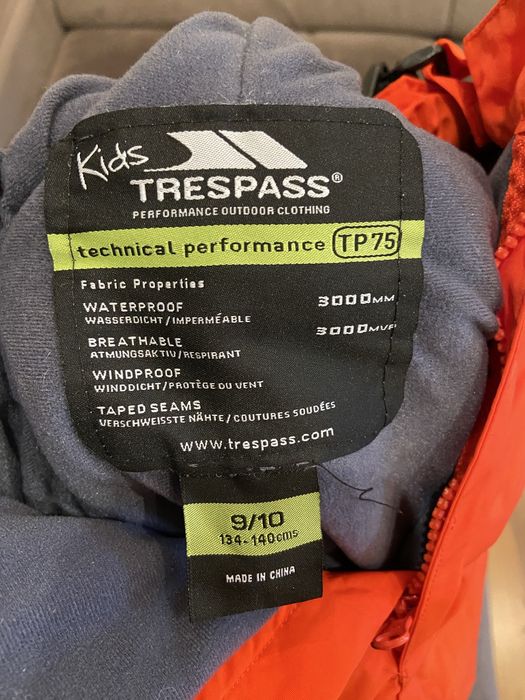 Kids
TRESPASS®
PERFORMANCE OUTDOOR CLOTHING
technical performance TP75
Fabric Properties
WATERPROOF 3000MM
WASSERDICHT/IMPERMÉABLE
BREATHABLE 3000MVP
ATMUNGSAKTIV/RESPIRANT
WINDPROOF
WINDDICHT/PROTÈGE DU VENT
TAPED SEAMS
VERSCHWEISSTE NÄHTE/COUTURES SOUDÉES
www.trespass.com
9/10
134-140cms
MADE IN CHINA